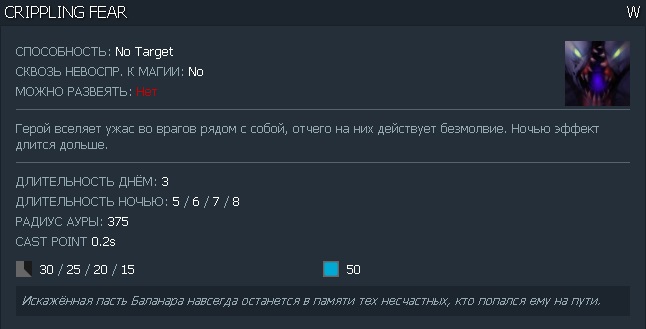 CRIPPLING FEAR W
СПОСОБНОСТЬ: No Target
СКВОЗЬ НЕВОСПР. К МАГИИ: No
МОЖНО РАЗВЕЯТЬ: Нет
Герой вселяет ужас во врагов рядом с собой, отчего на них действует безмолвие. Ночью эффект
длится дольше.
ДЛИТЕЛЬНОСТЬ ДНЁМ: 3
ДЛИТЕЛЬНОСТЬ НОЧЬЮ: 5 / 6 / 7 / 8
РАДИУС АУРЫ: 375
CAST POINT 0.2s
30 / 25 / 20 / 15 50
Искажённая пасть Баланара навсегда останется в памяти тех несчастных, кто попался ему на пути.